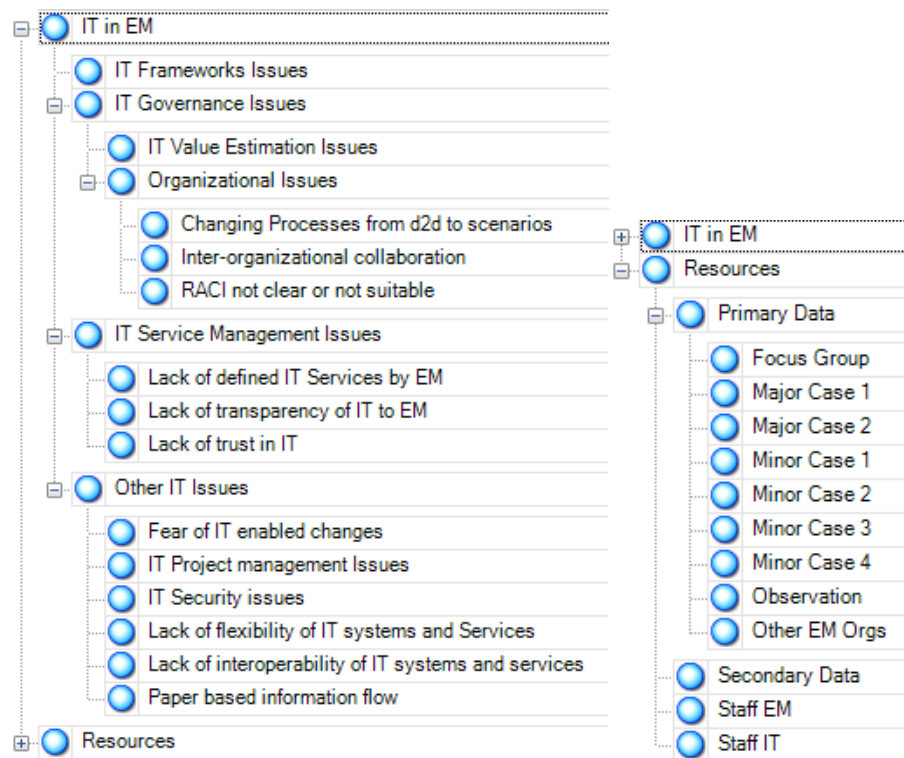 IT in EM
IT Frameworks Issues
IT Governance Issues
IT Value Estimation Issues
Organizational Issues
Changing Processes from d2d to scenarios
Inter-organizational collaboration
RACI not clear or not suitable
IT Service Management Issues
Lack of defined IT Services by EM
Lack of transparency of IT to EM
Lack of trust in IT
Other IT Issues
Fear of IT enabled changes
IT Project management Issues
IT Security issues
Lack of flexibility of IT systems and Services
Lack of interoperability of IT systems and services
Paper based information flow
Resources
IT in EM
Resources
Primary Data
Focus Group
Major Case 1
Major Case 2
Minor Case 1
Minor Case 2
Minor Case 3
Minor Case 4
Observation
Other EM Orgs
Secondary Data
Staff EM
Staff IT